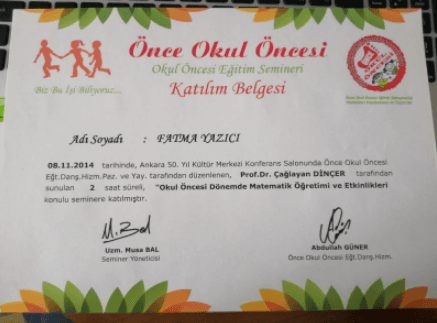 Önce Okul Öncesi
Okul Öncesi Eğitim Semineri
Biz Bu İşi Biliyoruz...
Katılım Belgesi
Adı Soyadı : FATMA YAZICI
08.11.2014 tarihinde, Ankara 50. Yıl Kültür Merkezi Konferans Salonunda Önce Okul Öncesi
Eğt.Danş.Hizm.Paz. ve Yay. tarafından düzenlenen, Prof.Dr. Çağlayan DİNÇER tarafından
sunulan 2 saat süreli, "Okul Öncesi Dönemde Matematik Öğretimi ve Etkinlikleri
konulu seminere katılmıştır.
Uzm. Musa BAL
Seminer Yöneticisi
Abdullah GÜNER
Önce Okul Öncesi Eğt.Danş.Hizm.